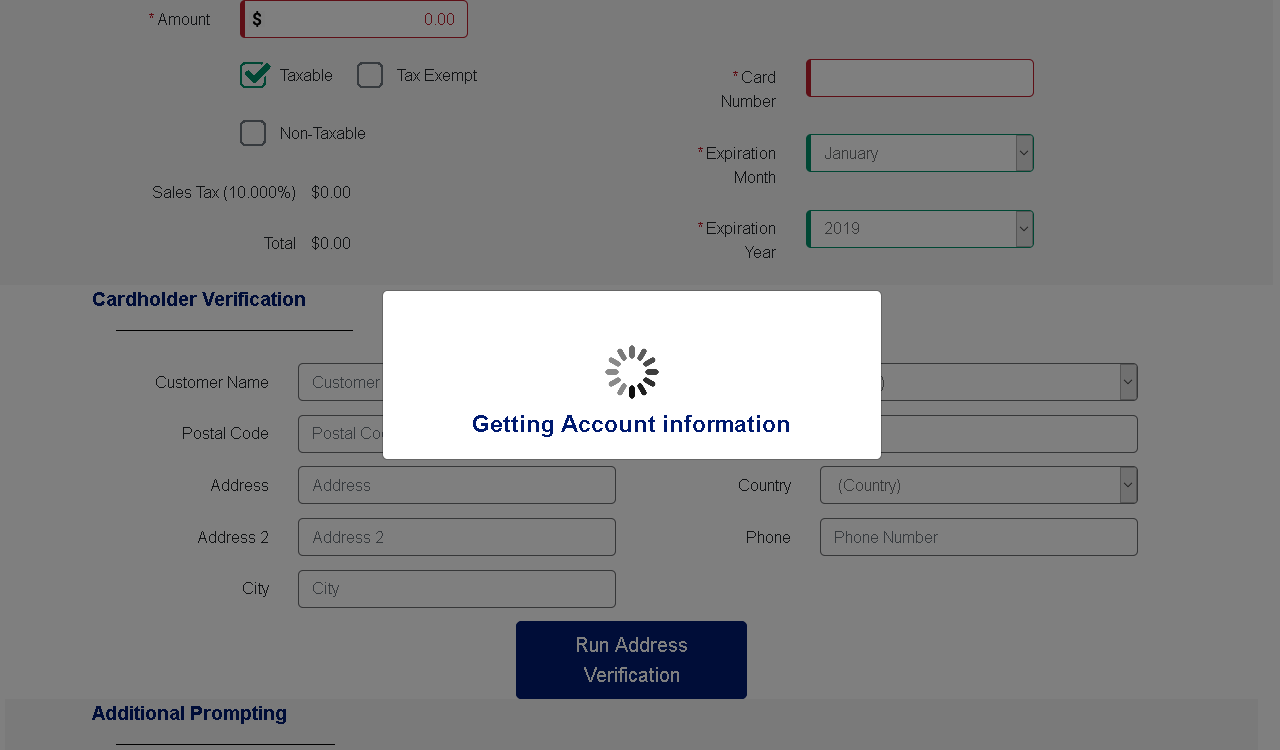 * Amount
$ 0.00
Taxable
Tax Exempt
Non-Taxable
Sales Tax (10.000%) $0.00
Total $0.00
* Card
Number
* Expiration
Month
January
* Expiration
Year
2019
Cardholder Verification
Getting Account information
Customer Name
Customer
)
Postal Code
Postal Co
Address
Address
Country
(Country)
Address 2
Address 2
Phone
Phone Number
City
City
Run Address
Verification
Additional Prompting